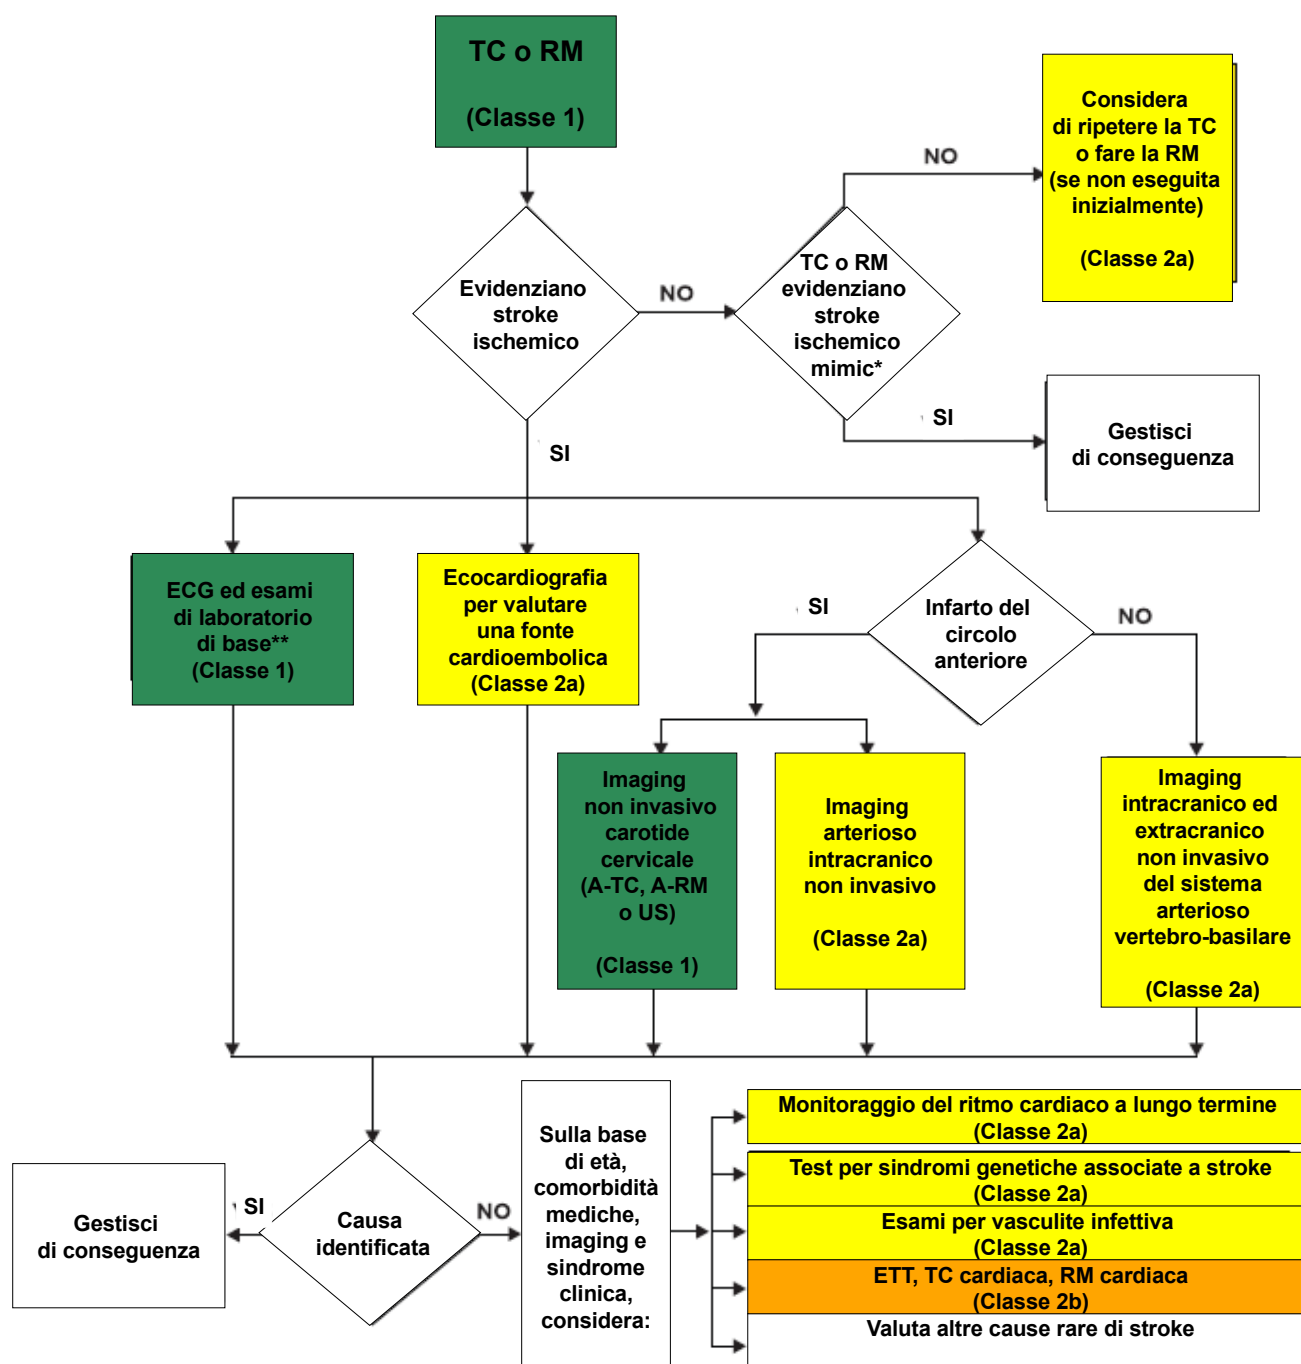 TC o RM
(Classe 1)
NO
Considera
di ripetere la TC
o fare la RM
(se non eseguita
inizialmente)
(Classe 2a)
Evidenziano
stroke
ischemico
NO
TC o RM
evidenziano
stroke
ischemico
mimic*
SI
Gestisci
di conseguenza
SI
ECG ed esami
di laboratorio
di base**
(Classe 1)
Ecocardiografia
per valutare
una fonte
cardioembolica
(Classe 2a)
SI
Infarto del
circolo
anteriore
NO
Imaging
non invasivo
carotide
cervicale
(A-TC, A-RM
o US)
(Classe 1)
Imaging
arterioso
intracranico
non invasivo
(Classe 2a)
Imaging
intracranico ed
extracranico
non invasivo
del sistema
arterioso
vertebro-basilare
(Classe 2a)
Gestisci
di conseguenza
SI
Causa
identificata
NO
Sulla base
di età,
comorbidità
mediche,
imaging e
sindrome
clinica,
considera:
Monitoraggio del ritmo cardiaco a lungo termine
(Classe 2a)
Test per sindromi genetiche associate a stroke
(Classe 2a)
Esami per vasculite infettiva
(Classe 2a)
ETT, TC cardiaca, RM cardiaca
(Classe 2b)
Valuta altre cause rare di stroke